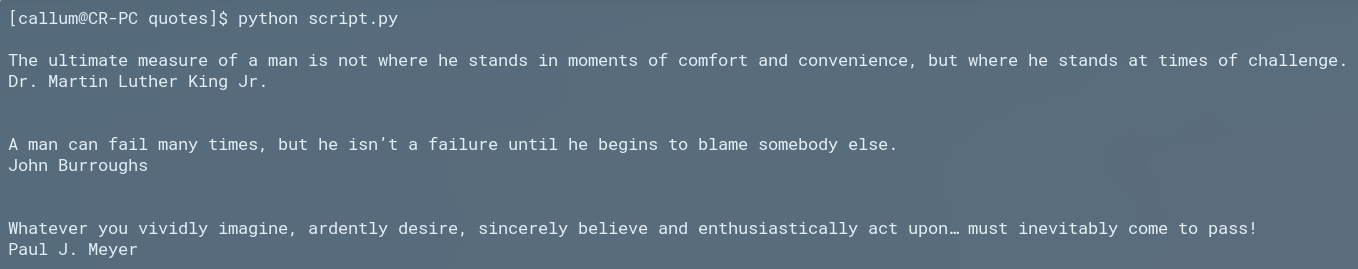 [callum@CR-PC quotes]$ python script.py
The ultimate measure of a man is not where he stands in moments of comfort and convenience, but where he stands at times of challenge.
Dr. Martin Luther King Jr.
A man can fail many times, but he isn’t a failure until he begins to blame somebody else.
John Burroughs
Whatever you vividly imagine, ardently desire, sincerely believe and enthusiastically act upon… must inevitably come to pass!
Paul J. Meyer